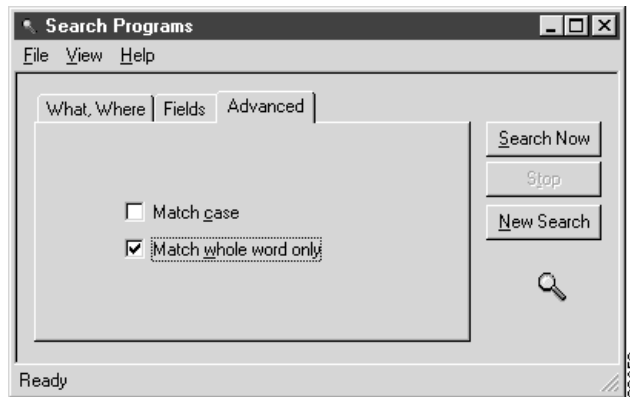 Search Programs
File View Help
What, Where Fields Advanced
Search Now
Stop
New Search
Match case
Match whole word only
Ready